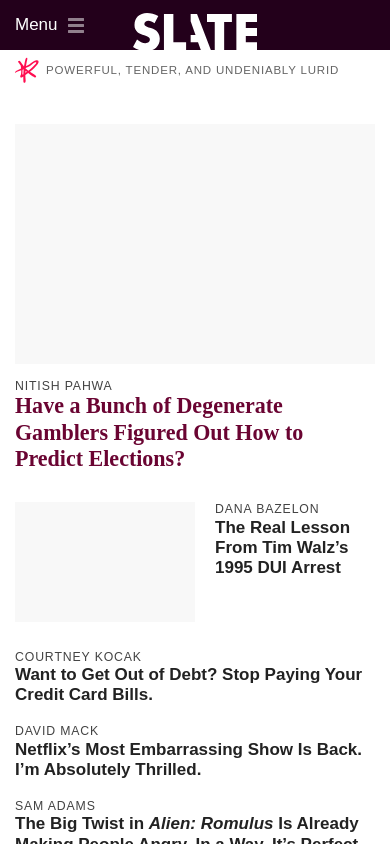 Menu
SLATE
POWERFUL, TENDER, AND UNDENIABLY LURID
NITISH PAHWA
Have a Bunch of Degenerate
Gamblers Figured Out How to
Predict Elections?
DANA BAZELON
The Real Lesson
From Tim Walz’s
1995 DUI Arrest
COURTNEY KOCAK
Want to Get Out of Debt? Stop Paying Your
Credit Card Bills.
DAVID MACK
Netflix’s Most Embarrassing Show Is Back.
I’m Absolutely Thrilled.
SAM ADAMS
The Big Twist in Alien: Romulus Is Already
Making People Angry. In a Way, It’s Perfect